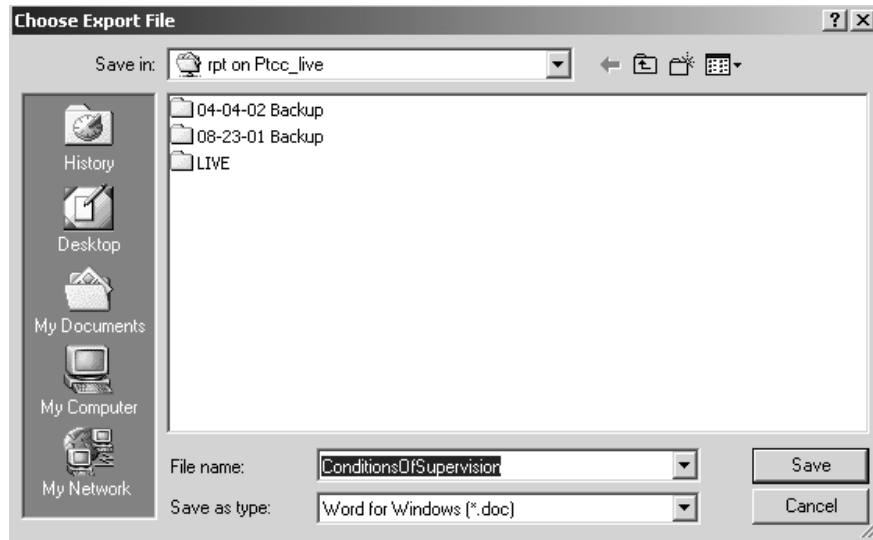 Choose Export File
Save in: rpt on Ptcc_live
04-04-02 Backup
08-23-01 Backup
LIVE
History
Desktop
My Documents
My Computer
My Network
File name: ConditionsOfSupervision
Save
Save as type: Word for Windows (*.doc)
Cancel